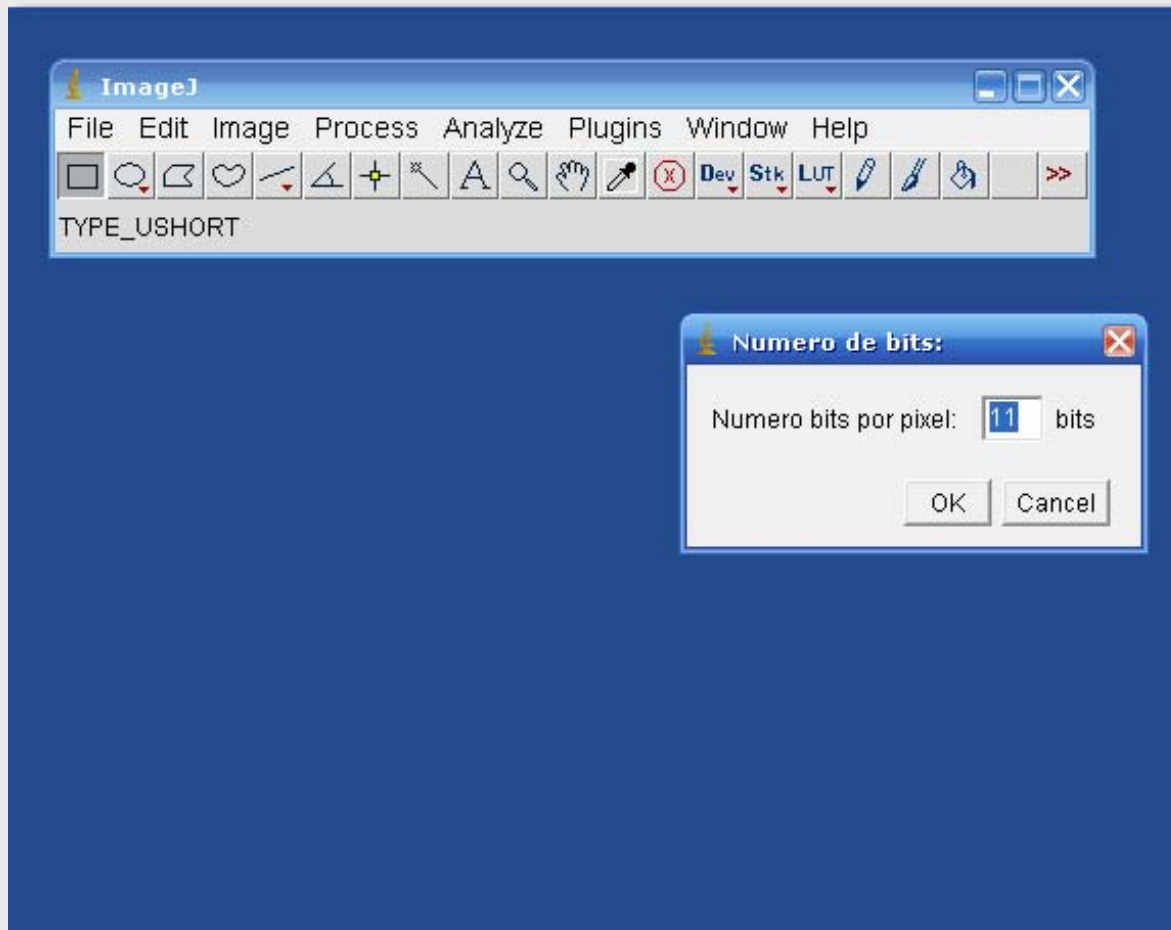 ImageJ
File Edit Image Process Analyze Plugins Window Help
A Dev Stk LUT >>
TYPE_USHORT
Numero de bits:
Numero bits por pixel: 11 bits
OK Cancel